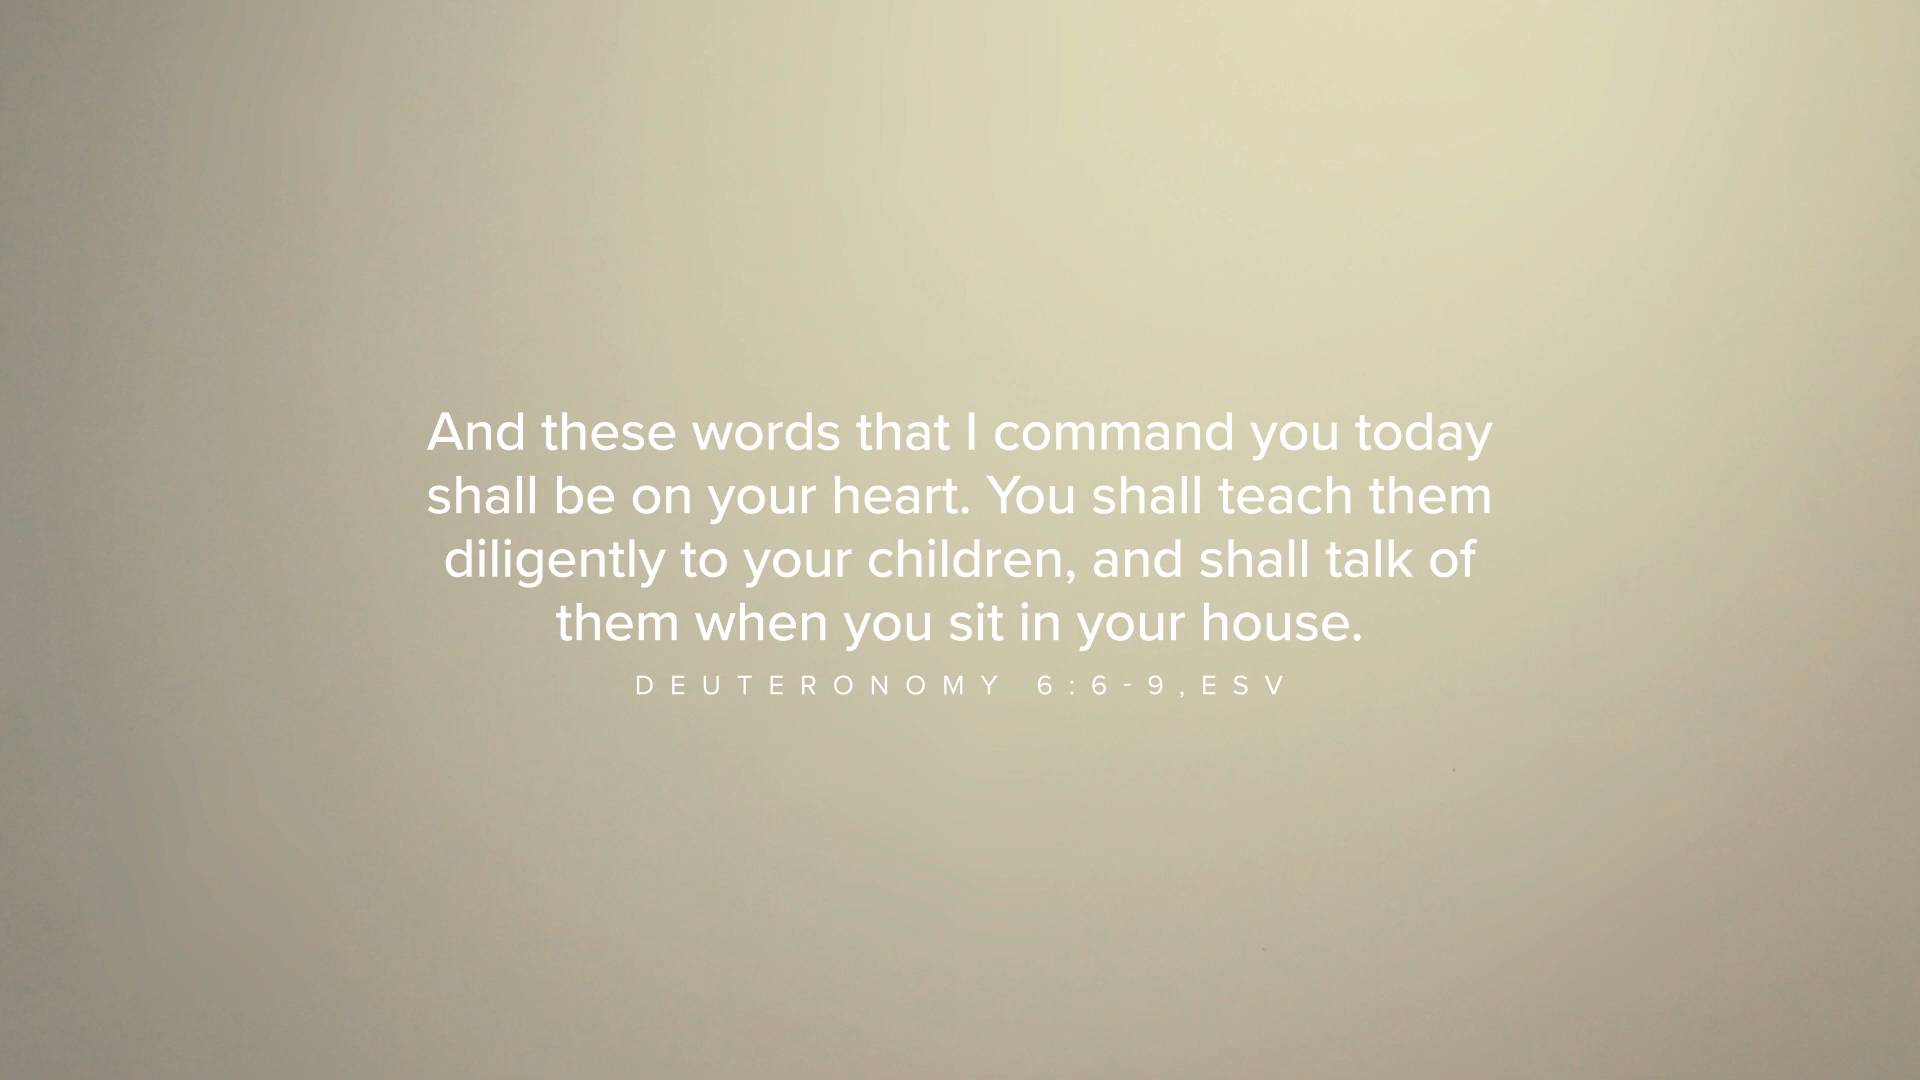 And these words that I command you today
shall be on your heart. You shall teach them
diligently to your children, and shall talk of
them when you sit in your house.
DEUTERONOMY 6:6-9,ESV